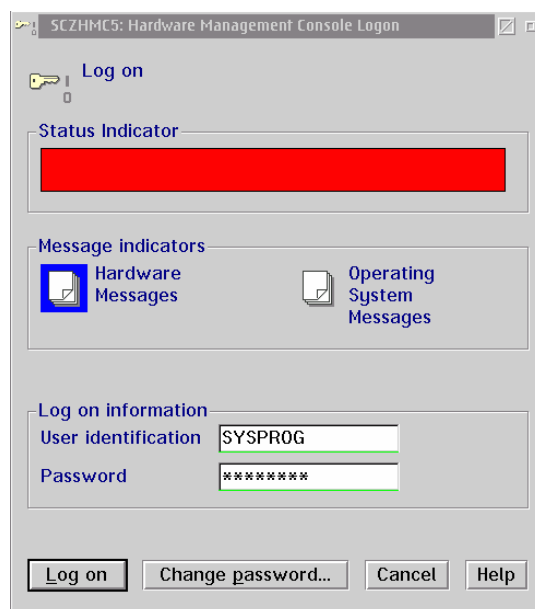 SCZHMC5: Hardware Management Console Logon
Log on
Status Indicator
Message indicators
Hardware
Messages
Operating
System
Messages
Log on information
User identification SYSPROG
Password ********
Log on Change password... Cancel Help